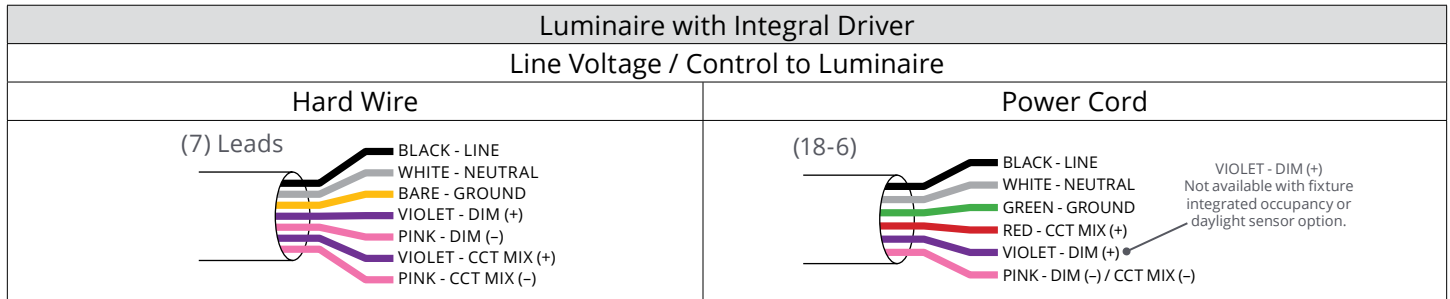 Luminaire with Integral Driver
Line Voltage / Control to Luminaire
Hard Wire
Power Cord
(7) Leads
BLACK - LINE
WHITE - NEUTRAL
BARE - GROUND
VIOLET - DIM (+)
PINK - DIM (–)
VIOLET - CCT MIX (+)
PINK - CCT MIX (–)
(18-6)
BLACK - LINE
WHITE - NEUTRAL
GREEN - GROUND
RED - CCT MIX (+)
VIOLET - DIM (+)
PINK - DIM (–) / CCT MIX (–)
VIOLET - DIM (+)
Not available with fixture
integrated occupancy or
daylight sensor option.